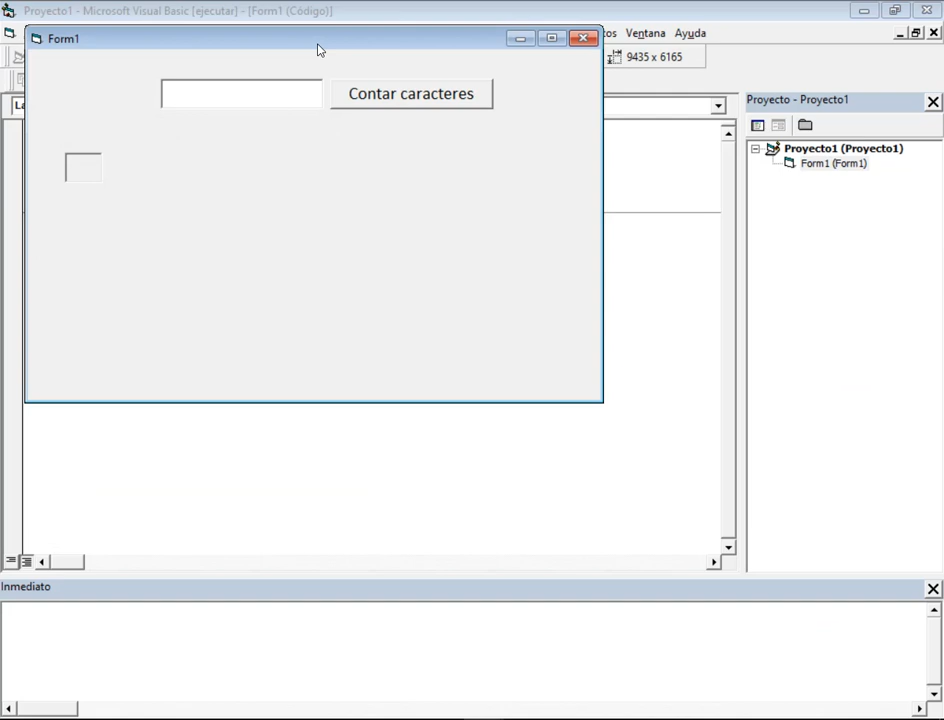 Proyecto1 - Microsoft Visual Basic [ejecutar] - [Form1 (Código)]
Form1
tos Ventana Ayuda
9435 x 6165
Contar caracteres
Proyecto - Proyecto1
Proyecto1 (Proyecto1)
Form1 (Form1)
Inmediato